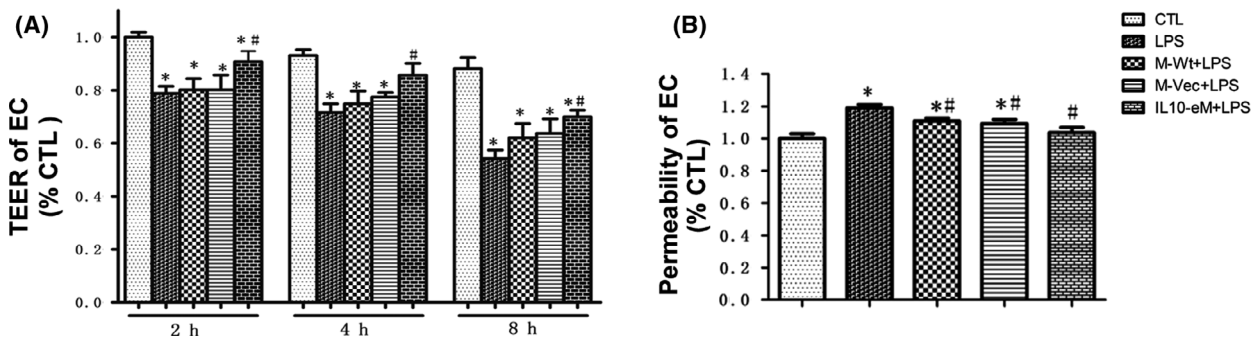 (A)
TEER of EC
(% CTL)
1.0
0.8
0.6
0.4
0.2
0.0
* * * *#
* * * #
* * * *#
2 h
4 h
8 h
(B)
Permeability of EC
(% CTL)
1.4
1.2
1.0
0.8
0.6
0.4
0.2
0.0
* *# *# #
CTL
LPS
M-Wt+LPS
M-Vec+LPS
IL10-eM+LPS